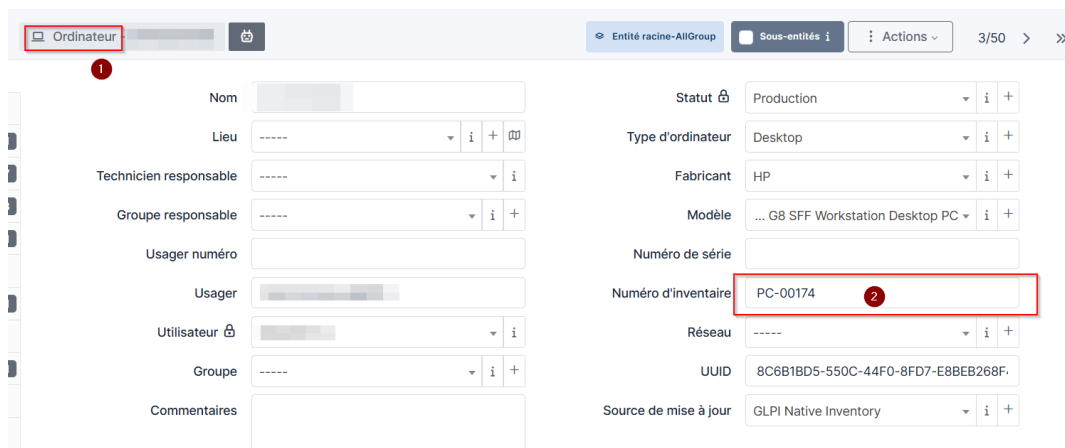 Ordinateur
Entité racine-AllGroup
Sous-entités i
Actions
3/50
1
Nom
Statut
Production
i +
Lieu
-----
i +
Type d'ordinateur
Desktop
i +
Technicien responsable
-----
i
Fabricant
HP
i +
Groupe responsable
-----
i +
Modèle
... G8 SFF Workstation Desktop PC
i +
Usager numéro
Numéro de série
Usager
Numéro d'inventaire
PC-00174
2
Utilisateur
i
Réseau
-----
i +
Groupe
-----
i +
UUID
8C6B1BD5-550C-44F0-8FD7-E8BEB268F
Commentaires
Source de mise à jour
GLPI Native Inventory
i +